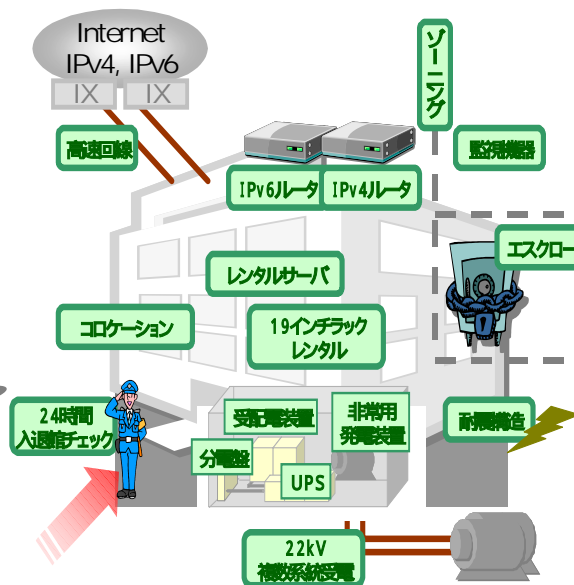 Internet
IPv4, IPv6
IX IX
ゾーニング
高速回線
監視機器
IPv6ルータ
IPv4ルータ
エスクロー
レンタルサーバ
コロケーション
19インチラック
レンタル
24時間
入退館チェック
受配電装置
非常用
発電装置
耐震構造
分電盤
UPS
22kV
複数系統受電